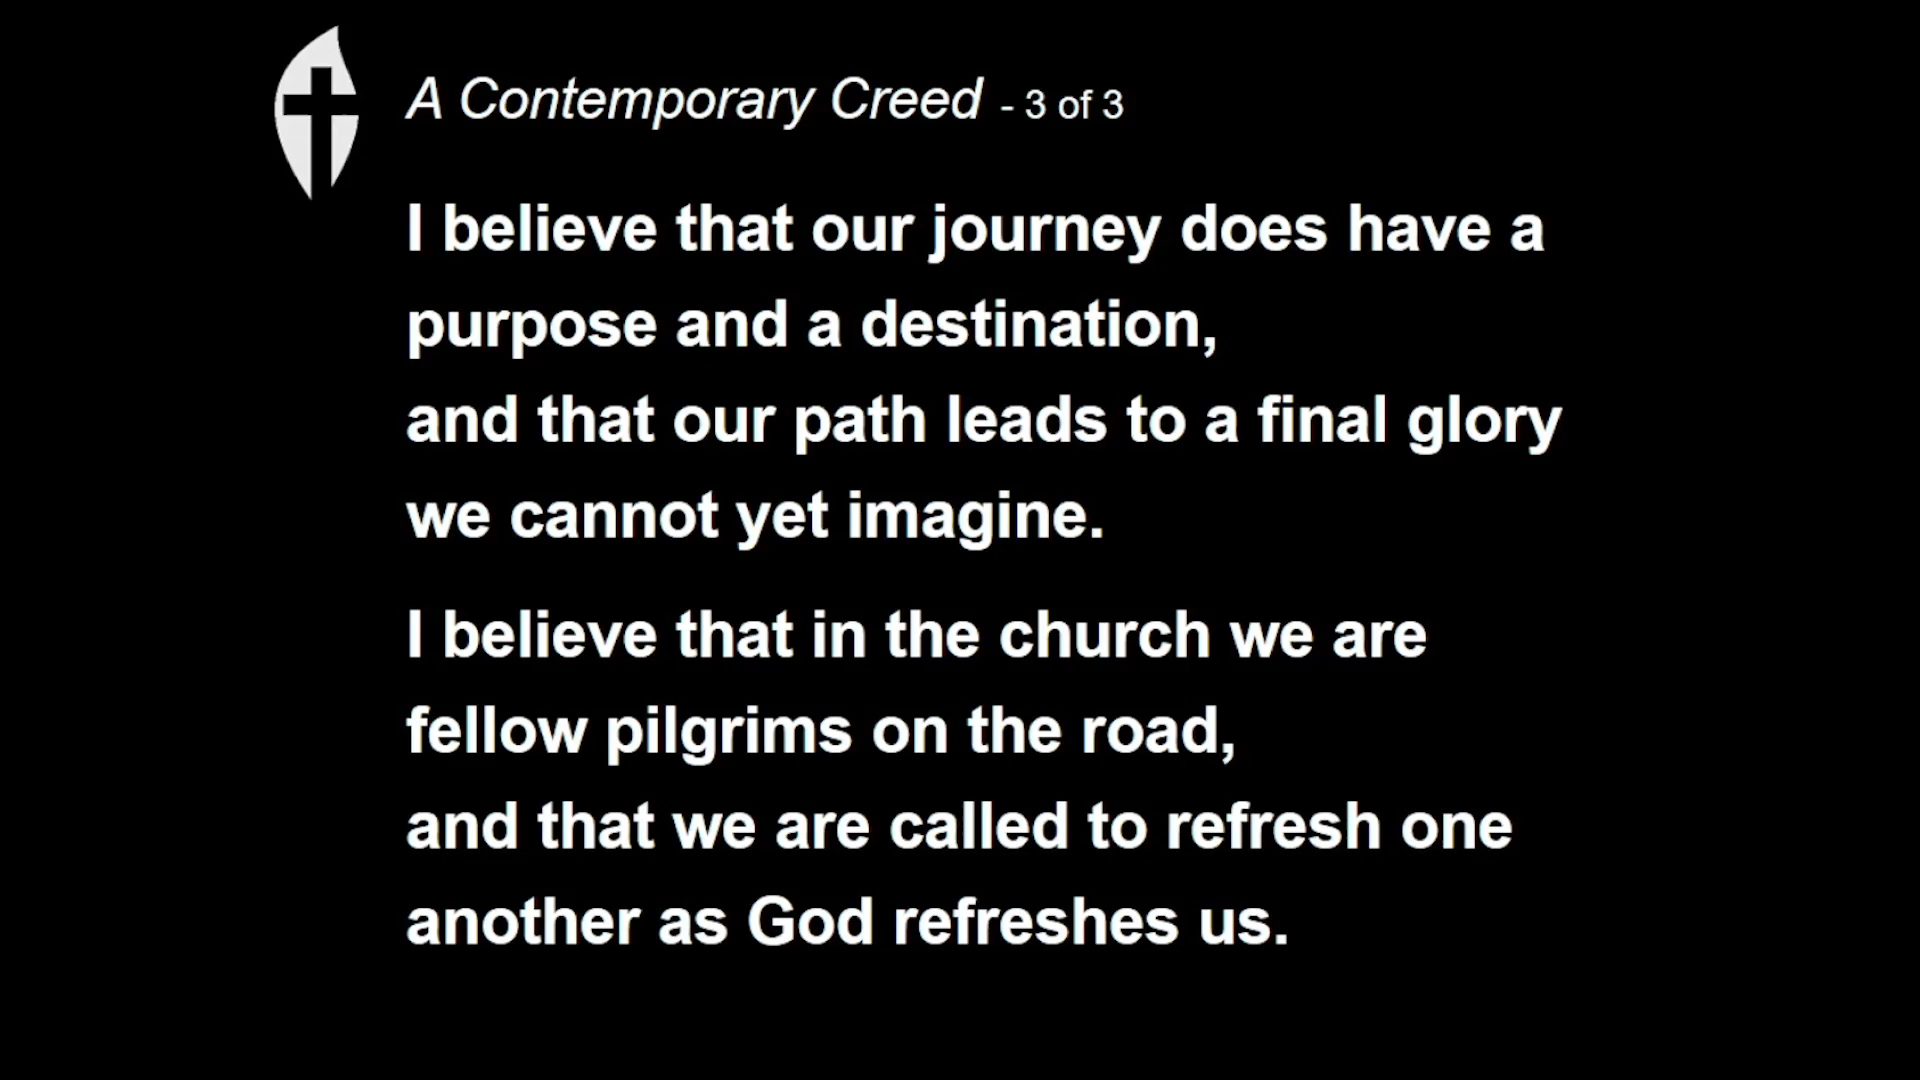 A Contemporary Creed - 3 of 3
I believe that our journey does have a
purpose and a destination,
and that our path leads to a final glory
we cannot yet imagine.
I believe that in the church we are
fellow pilgrims on the road,
and that we are called to refresh one
another as God refreshes us.